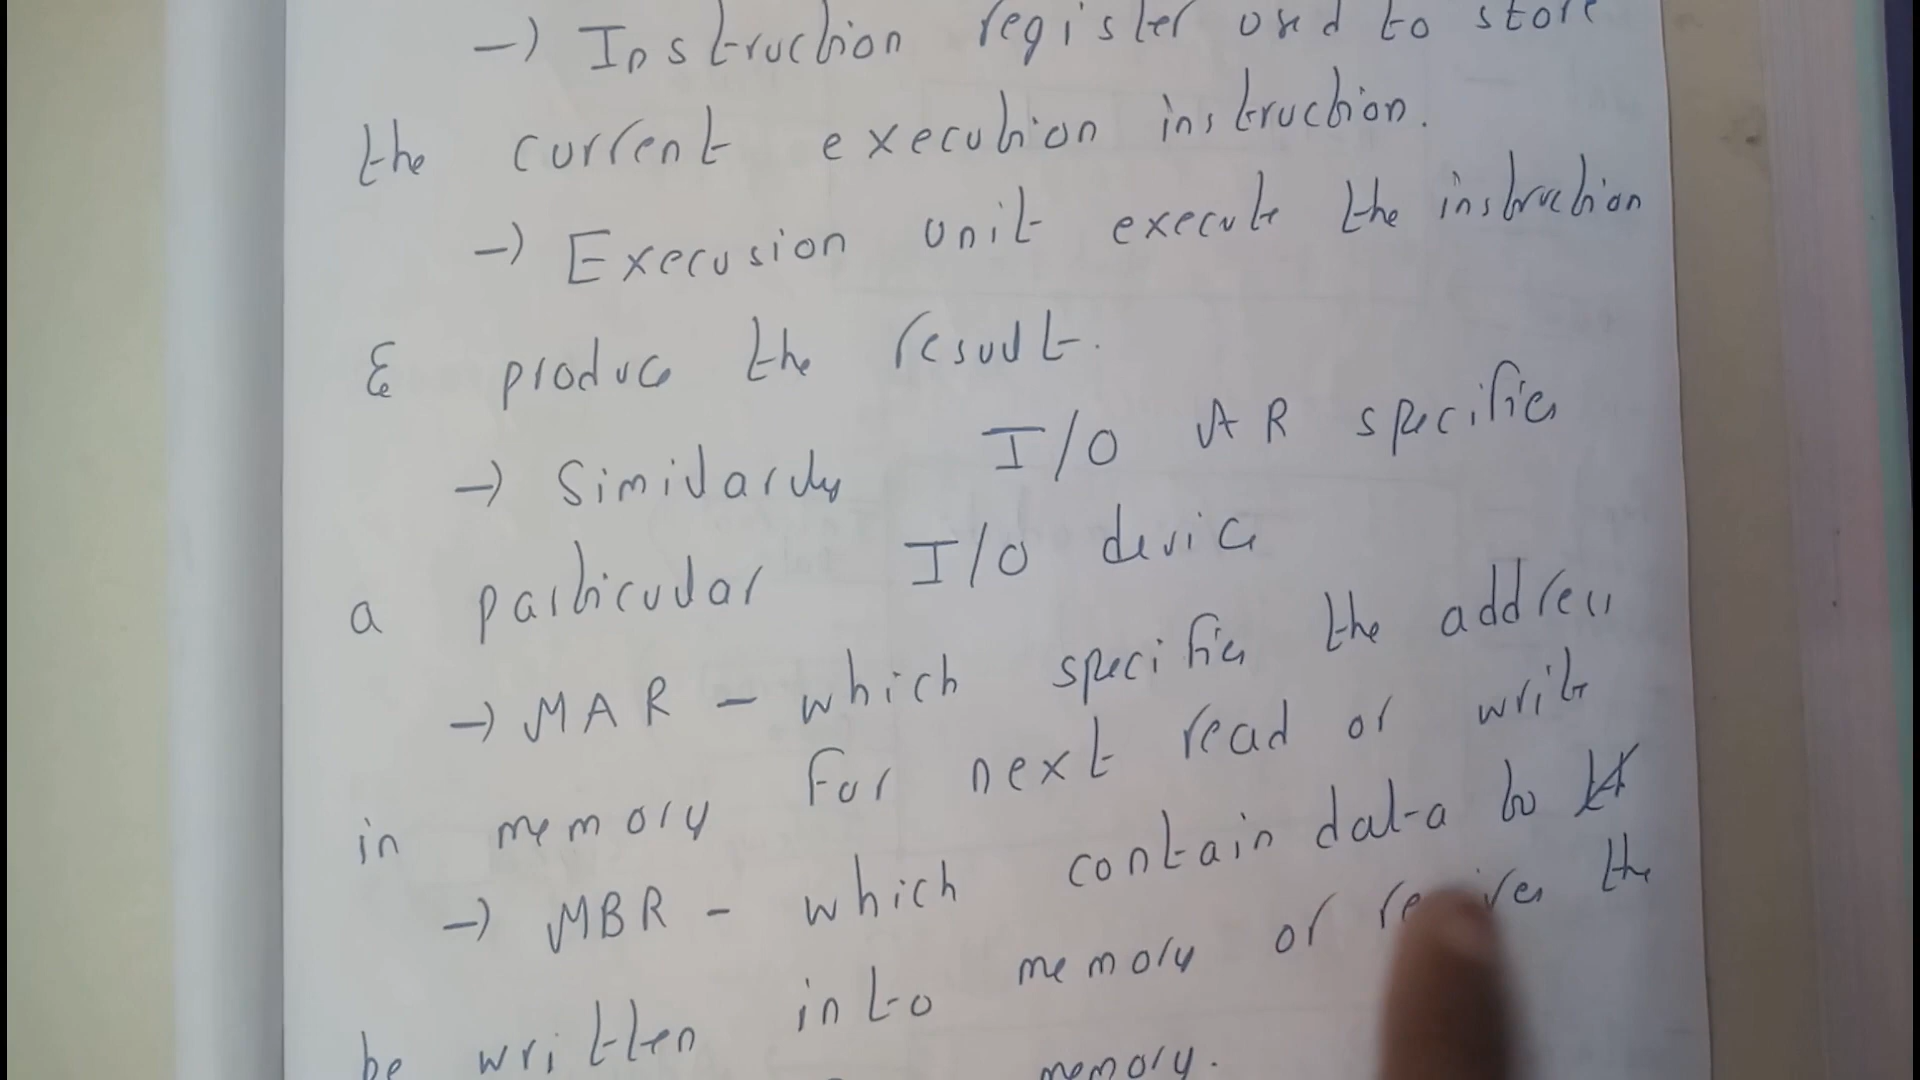 → Instruction register used to store
the current execution instruction.
→ Execusion unit execute the instruction
& produce the result.
→ Similarly I/O AR specifies
a particular I/O device
→ MAR – which specifies the address
in memory for next read or write
→ MBR – which contain data to
be written into memory or receives the
memory.